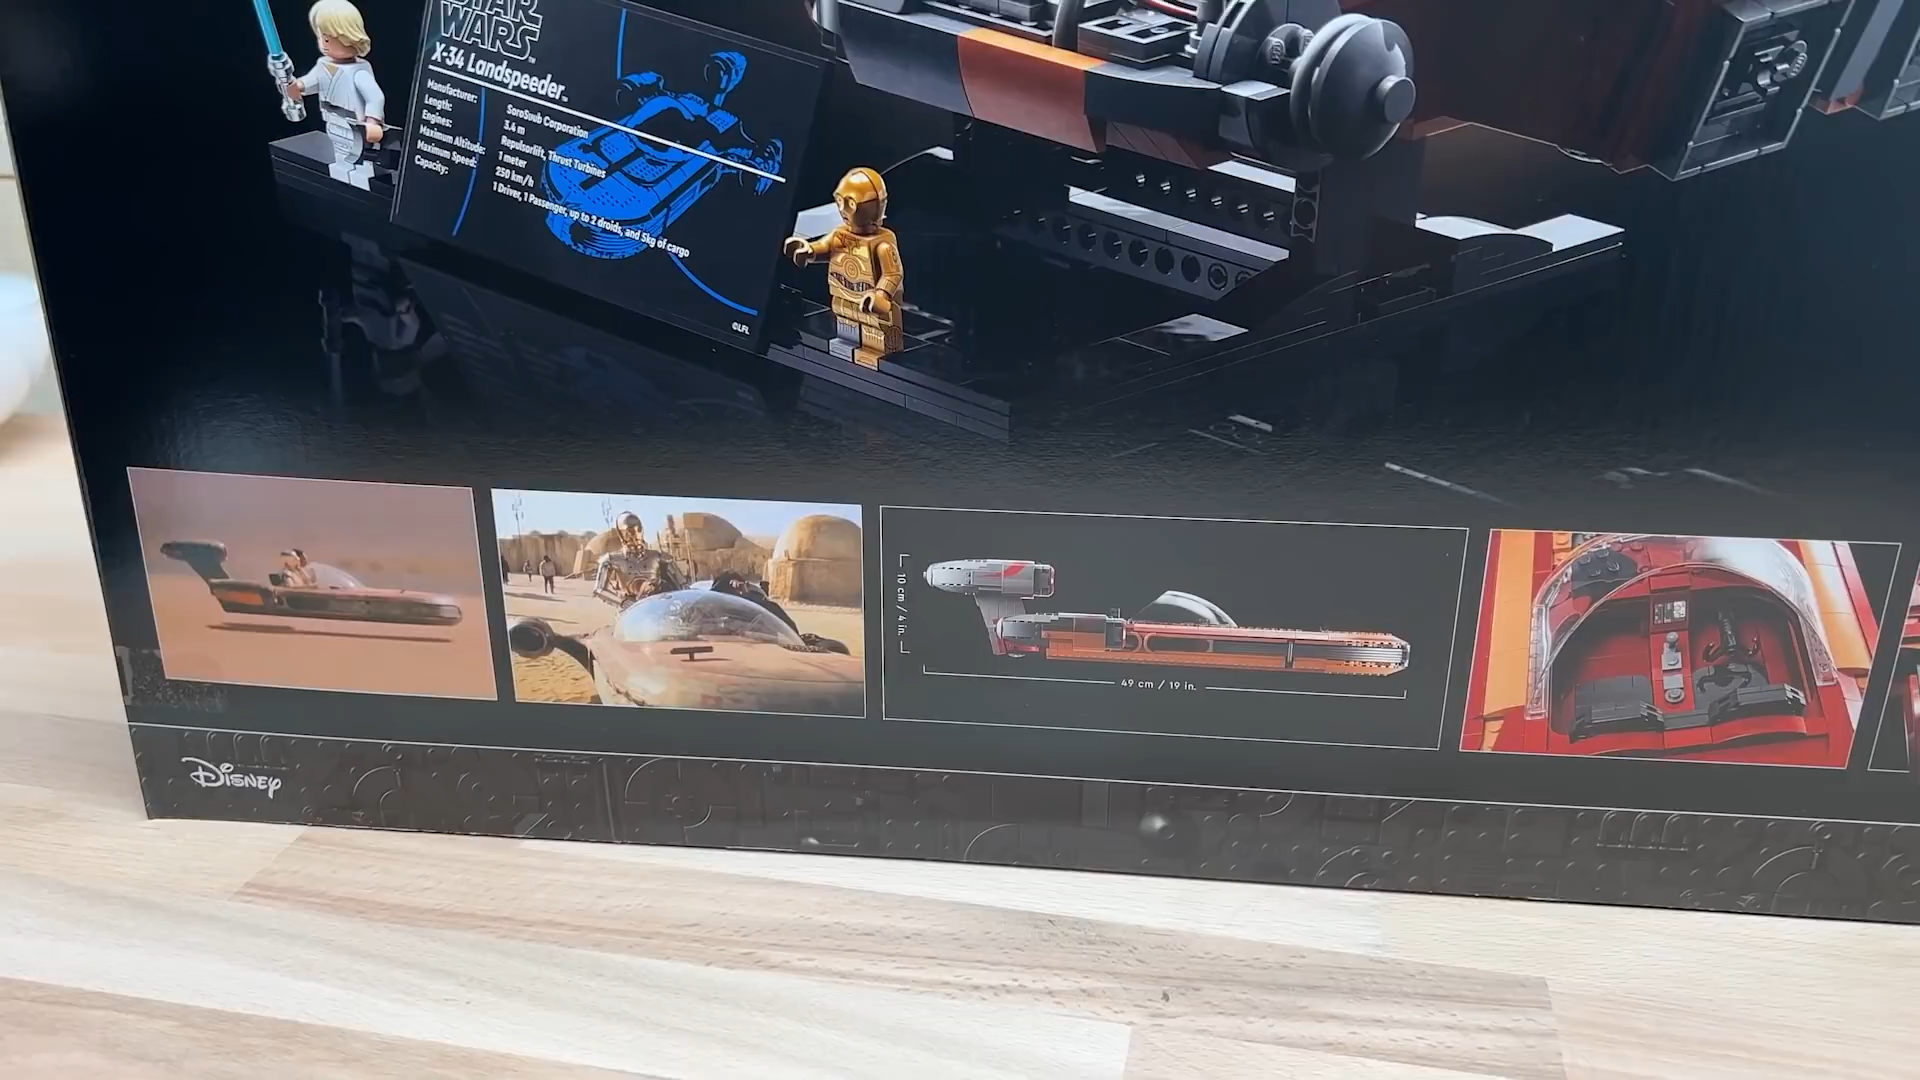 STAR
WARS™
X-34 Landspeeder™
Manufacturer: SoroSuub Corporation
Length: 3.4 m
Engines: Repulsorlift, Thrust Turbines
Maximum Altitude: 1 meter
Maximum Speed: 250 km/h
Capacity: 1 Driver, 1 Passenger, up to 2 droids, and 5kg of cargo
©LFL
10 cm / 4 in.
49 cm / 19 in.
Disney